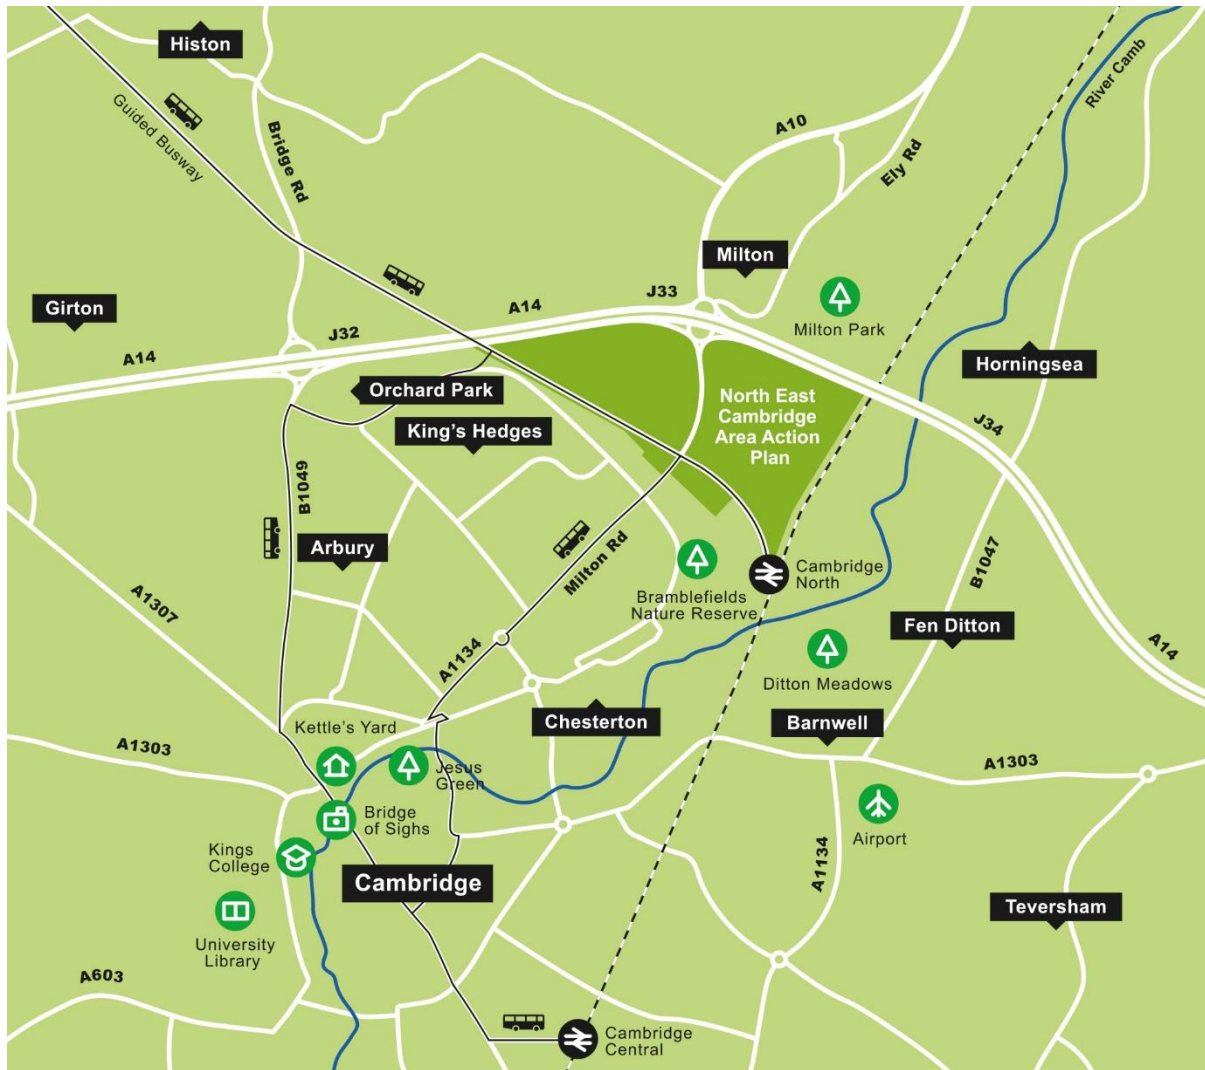 Histon
River Camb
Guided Busway
Bridge Rd
A10
Ely Rd
Milton
Girton
J33
A14
J32
A14
Milton Park
Horningsea
Orchard Park
King's Hedges
North East
Cambridge
Area Action
Plan
J34
B1049
Arbury
Milton Rd
Cambridge
North
B1047
A1307
Bramblefields
Nature Reserve
Fen Ditton
A14
A1134
Ditton Meadows
Kettle's Yard
Chesterton
Barnwell
A1303
A1303
Jesus
Green
Bridge
of Sighs
Airport
Kings
College
A1134
Cambridge
Teversham
University
Library
A603
Cambridge
Central